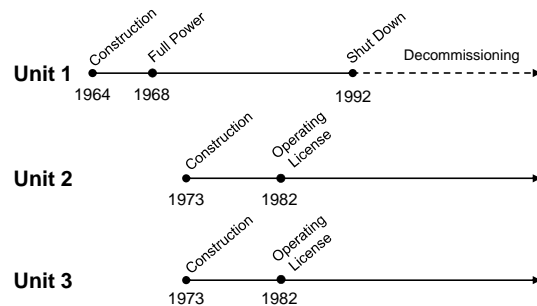 Construction
Full Power
Shut Down
Decommissioning
Unit 1
1964
1968
1992
Construction
Operating
License
Unit 2
1973
1982
Construction
Operating
License
Unit 3
1973
1982